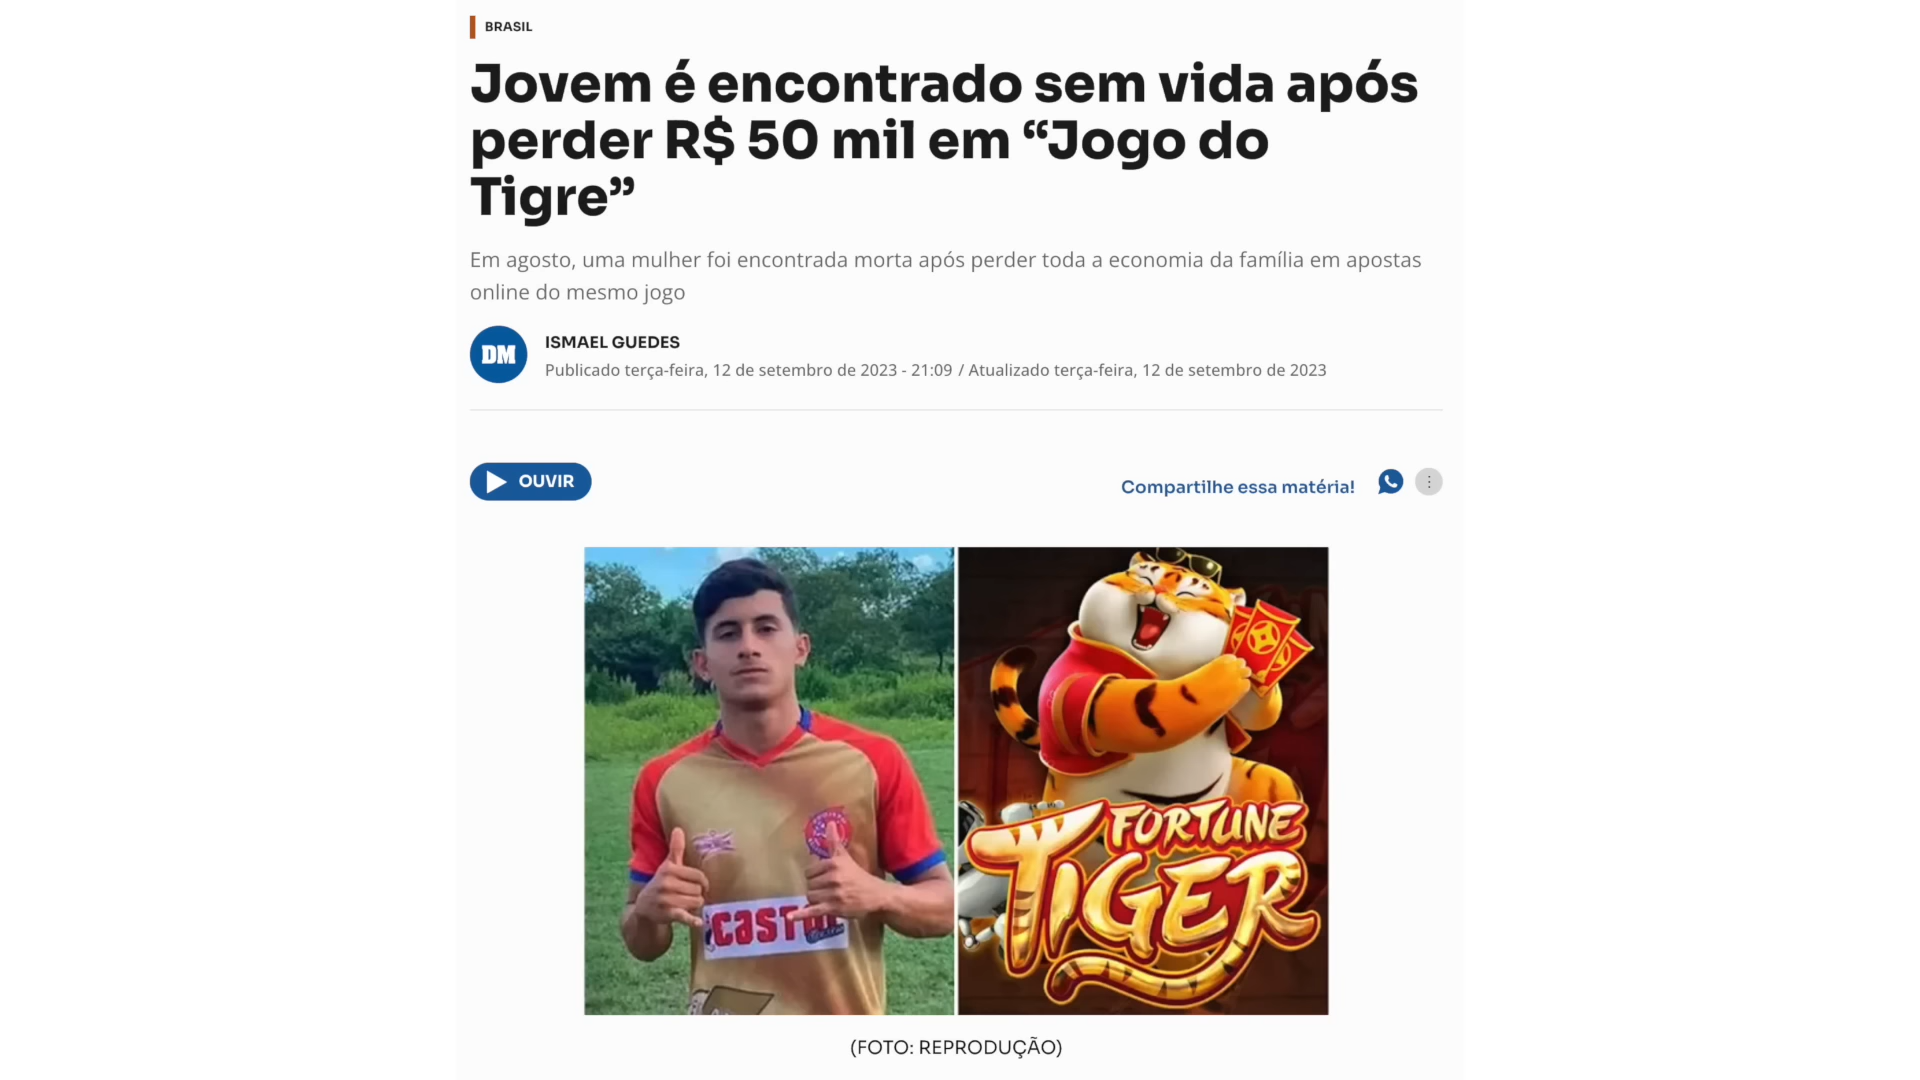 BRASIL
Jovem é encontrado sem vida após
perder R$ 50 mil em “Jogo do
Tigre”
Em agosto, uma mulher foi encontrada morta após perder toda a economia da família em apostas
online do mesmo jogo
DM
ISMAEL GUEDES
Publicado terça-feira, 12 de setembro de 2023 - 21:09 / Atualizado terça-feira, 12 de setembro de 2023
OUVIR
Compartilhe essa matéria!
FORTUNE
TIGER
(FOTO: REPRODUÇÃO)